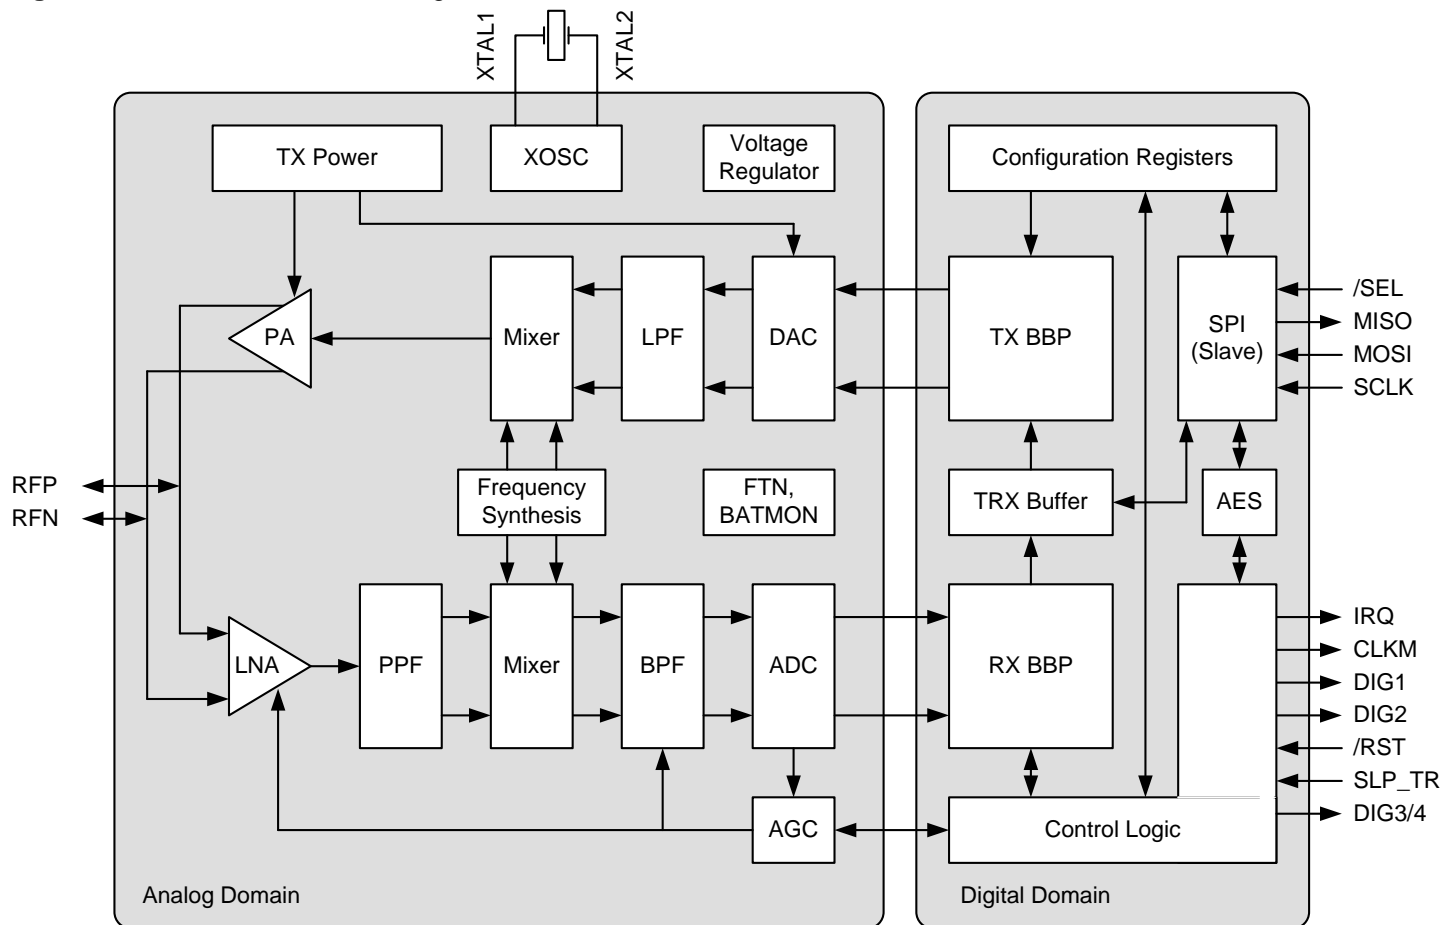 XTAL1
XTAL2
TX Power
XOSC
Voltage
Regulator
Configuration Registers
PA
Mixer
LPF
DAC
TX BBP
SPI
(Slave)
/SEL
MISO
MOSI
SCLK
RFP
RFN
Frequency
Synthesis
FTN,
BATMON
TRX Buffer
AES
LNA
PPF
Mixer
BPF
ADC
RX BBP
IRQ
CLKM
DIG1
DIG2
/RST
SLP_TR
DIG3/4
AGC
Control Logic
Analog Domain
Digital Domain